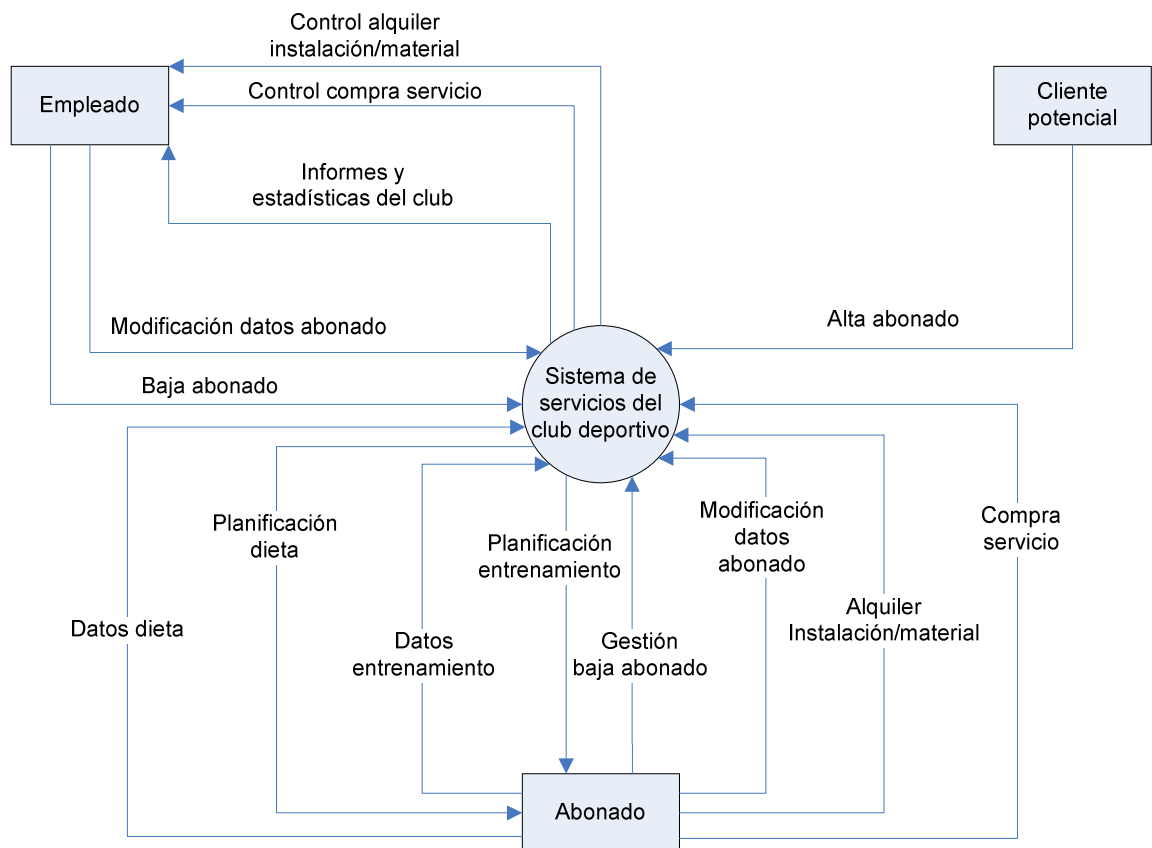 Control alquiler
instalación/material
Empleado
Control compra servicio
Cliente
potencial
Informes y
estadísticas del club
Modificación datos abonado
Alta abonado
Baja abonado
Sistema de
servicios del
club deportivo
Planificación
dieta
Planificación
entrenamiento
Modificación
datos
abonado
Compra
servicio
Datos dieta
Datos
entrenamiento
Gestión
baja abonado
Alquiler
Instalación/material
Abonado